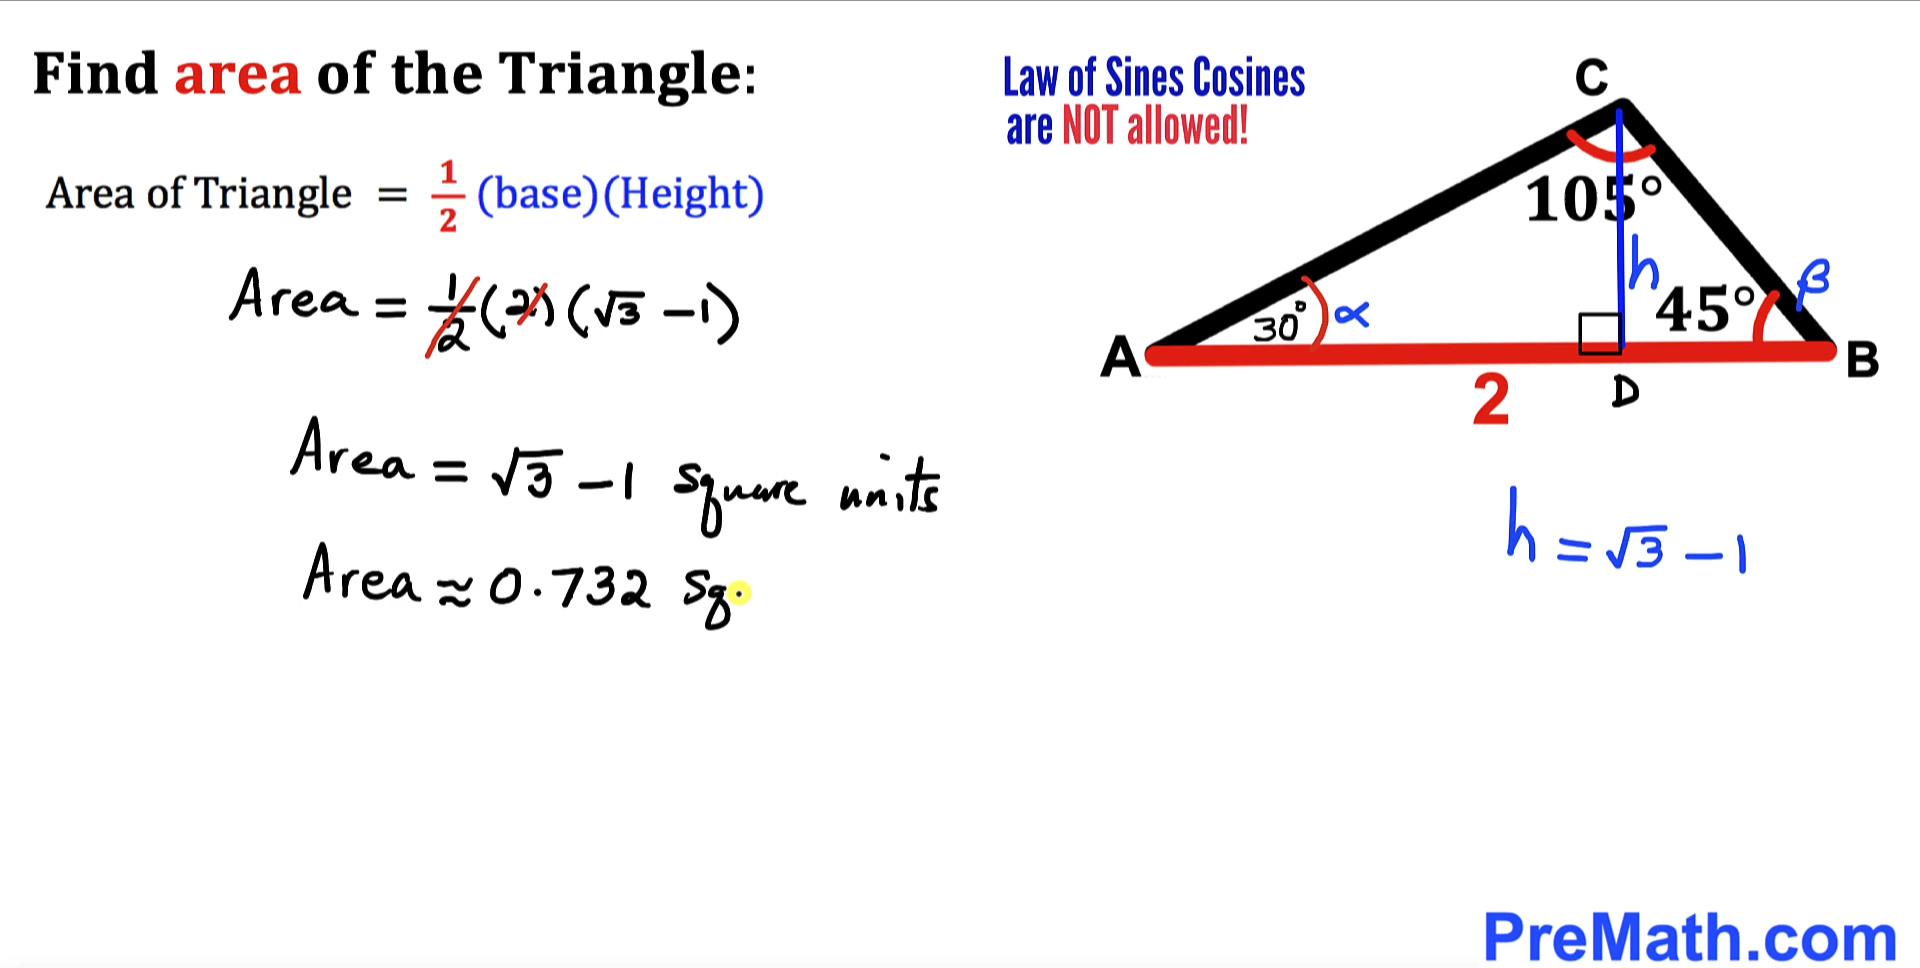 Find area of the Triangle:
Law of Sines Cosines
are NOT allowed!
Area of Triangle = 1/2 (base)(Height)
Area = 1/2 (2) (√3 − 1)
Area = √3 − 1 square units
Area ≈ 0.732 sq.
C
105°
h
45°
β
30°
α
A
B
2
D
h = √3 − 1
PreMath.com